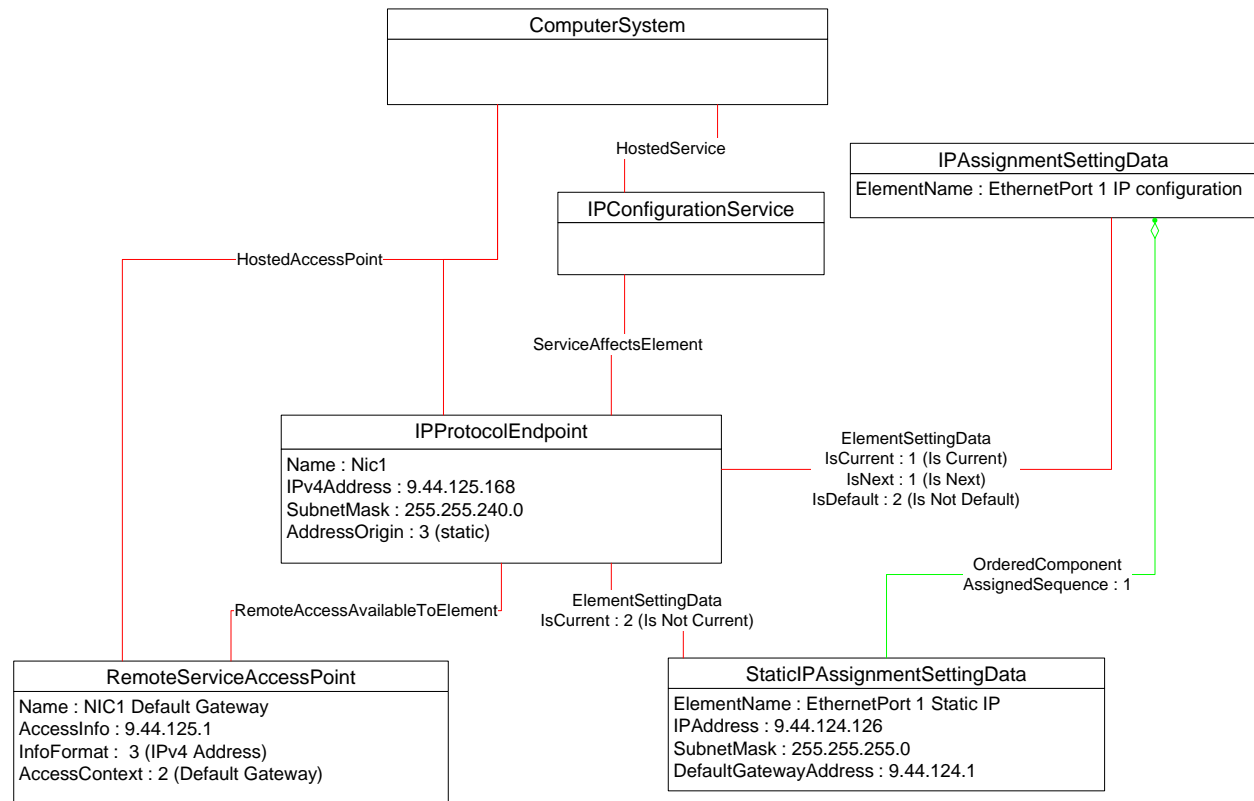 ComputerSystem
HostedService
IPAssignmentSettingData
ElementName : EthernetPort 1 IP configuration
IPConfigurationService
HostedAccessPoint
ServiceAffectsElement
IPProtocolEndpoint
Name : Nic1
IPv4Address : 9.44.125.168
SubnetMask : 255.255.240.0
AddressOrigin : 3 (static)
ElementSettingData
IsCurrent : 1 (Is Current)
IsNext : 1 (Is Next)
IsDefault : 2 (Is Not Default)
OrderedComponent
AssignedSequence : 1
RemoteAccessAvailableToElement
ElementSettingData
IsCurrent : 2 (Is Not Current)
RemoteServiceAccessPoint
Name : NIC1 Default Gateway
AccessInfo : 9.44.125.1
InfoFormat :  3 (IPv4 Address)
AccessContext : 2 (Default Gateway)
StaticIPAssignmentSettingData
ElementName : EthernetPort 1 Static IP
IPAddress : 9.44.124.126
SubnetMask : 255.255.255.0
DefaultGatewayAddress : 9.44.124.1